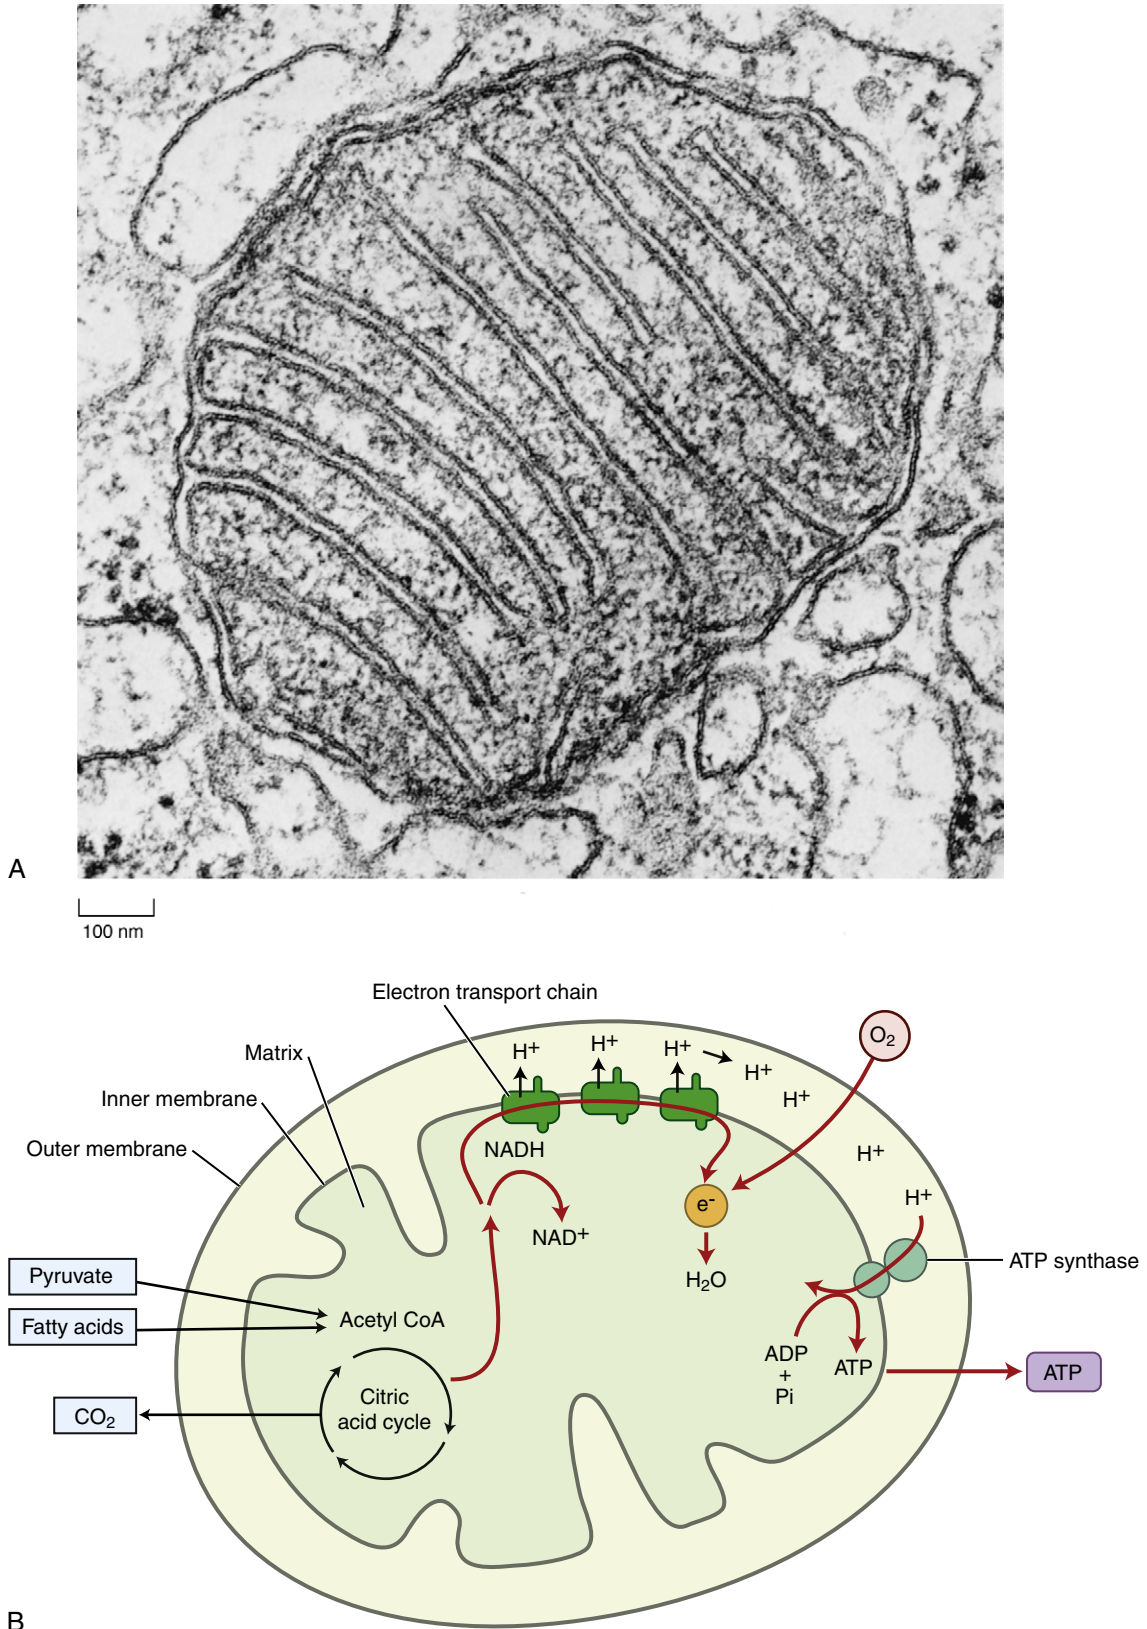 A
100 nm
Electron transport chain
Matrix
Inner membrane
Outer membrane
H+
H+
H+
H+
H+
H+
H+
O2
NADH
NAD+
e-
H2O
ATP synthase
Pyruvate
Fatty acids
Acetyl CoA
CO2
Citric
acid cycle
ADP
+
Pi
ATP
ATP
B